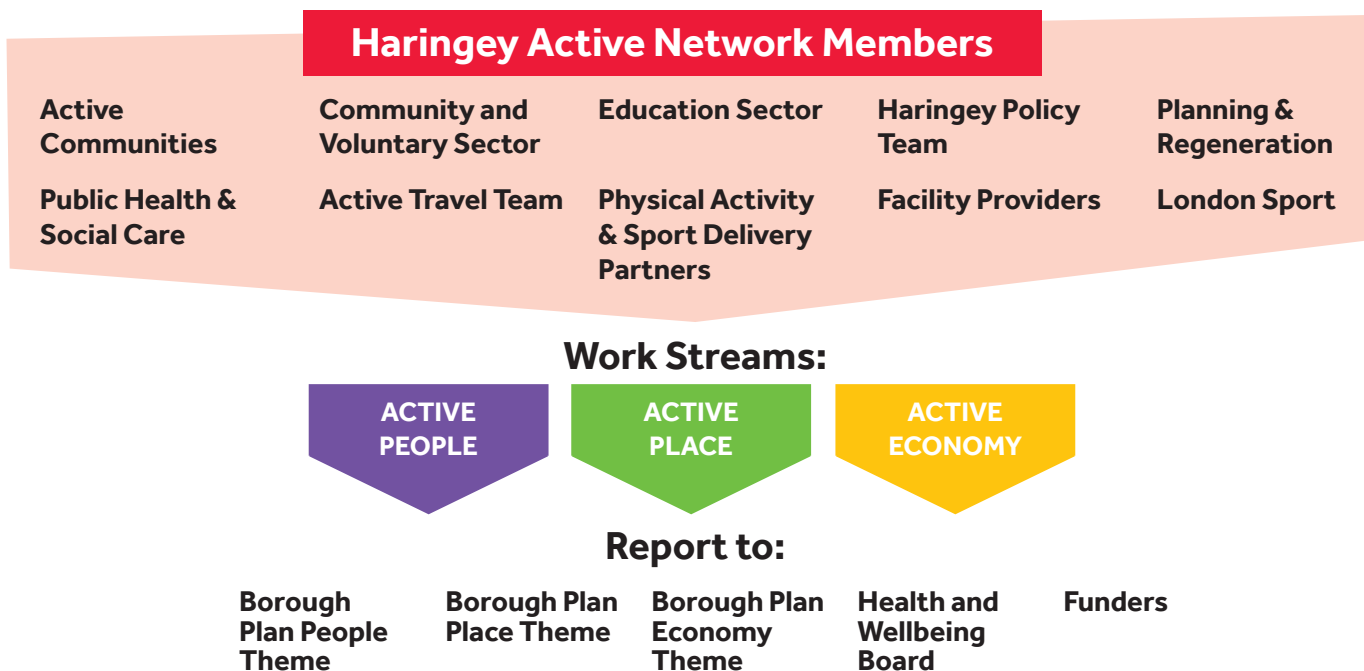 Haringey Active Network Members
Active
Communities
Community and
Voluntary Sector
Education Sector
Haringey Policy
Team
Planning &
Regeneration
Public Health &
Social Care
Active Travel Team
Physical Activity
& Sport Delivery
Partners
Facility Providers
London Sport
Work Streams:
ACTIVE
PEOPLE
ACTIVE
PLACE
ACTIVE
ECONOMY
Report to:
Borough
Plan People
Theme
Borough Plan
Place Theme
Borough Plan
Economy
Theme
Health and
Wellbeing
Board
Funders